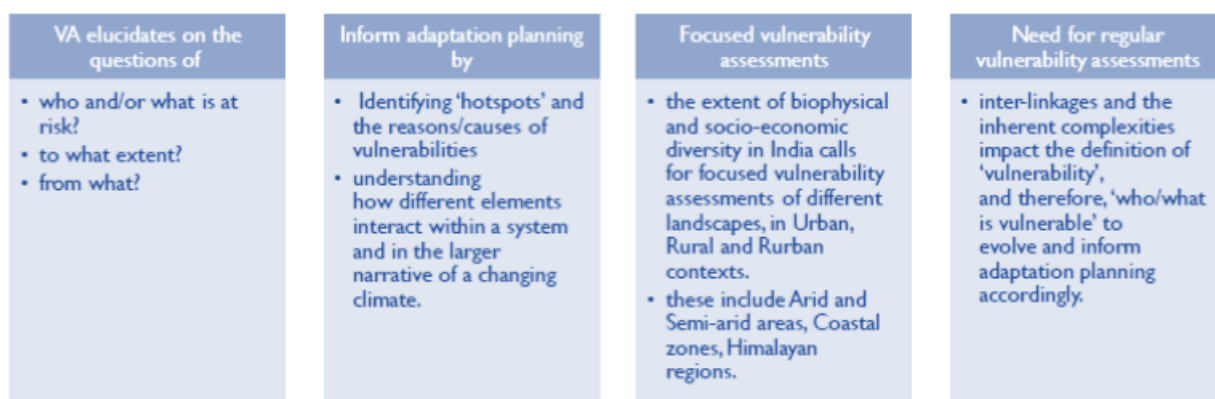 VA elucidates on the
questions of
• who and/or what is at
risk?
• to what extent?
• from what?
Inform adaptation planning
by
• Identifying ‘hotspots’ and
the reasons/causes of
vulnerabilities
• understanding
how different elements
interact within a system
and in the larger
narrative of a changing
climate.
Focused vulnerability
assessments
• the extent of biophysical
and socio-economic
diversity in India calls
for focused vulnerability
assessments of different
landscapes, in Urban,
Rural and Rurban
contexts.
• these include Arid and
Semi-arid areas, Coastal
zones, Himalayan
regions.
Need for regular
vulnerability assessments
• inter-linkages and the
inherent complexities
impact the definition of
‘vulnerability’,
and therefore, ‘who/what
is vulnerable’ to
evolve and inform
adaptation planning
accordingly.